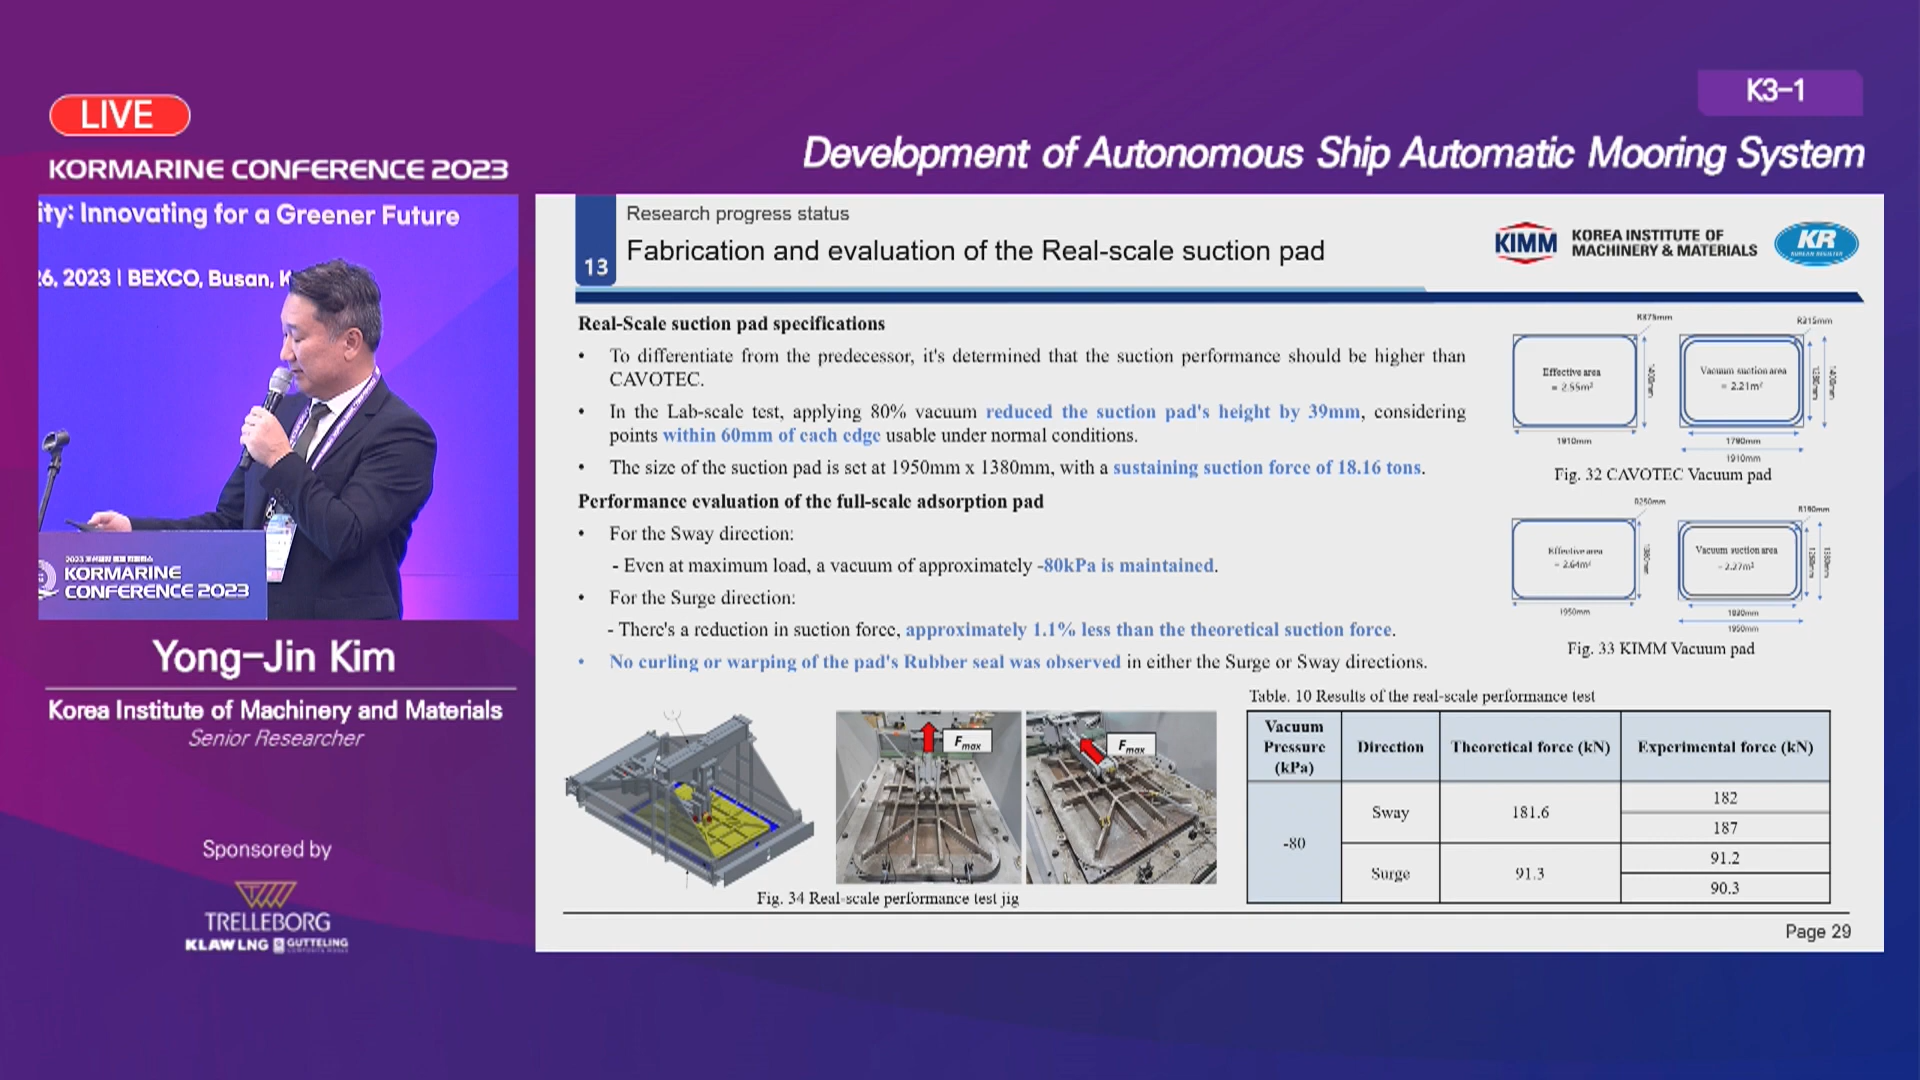 LIVE
KORMARINE CONFERENCE 2023
K3-1
Development of Autonomous Ship Automatic Mooring System
ity: Innovating for a Greener Future
26, 2023 | BEXCO, Busan, K
KORMARINE
CONFERENCE 2023
Yong-Jin Kim
Korea Institute of Machinery and Materials
Senior Researcher
Sponsored by
TRELLEBORG
KLAW LNG GUTTELING
13
Research progress status
Fabrication and evaluation of the Real-scale suction pad
KIMM KOREA INSTITUTE OF
MACHINERY & MATERIALS
KR
KOREAN REGISTER
Real-Scale suction pad specifications
• To differentiate from the predecessor, it's determined that the suction performance should be higher than
CAVOTEC.
• In the Lab-scale test, applying 80% vacuum reduced the suction pad's height by 39mm, considering
points within 60mm of each edge usable under normal conditions.
• The size of the suction pad is set at 1950mm x 1380mm, with a sustaining suction force of 18.16 tons.
Performance evaluation of the full-scale adsorption pad
• For the Sway direction:
- Even at maximum load, a vacuum of approximately -80kPa is maintained.
• For the Surge direction:
- There's a reduction in suction force, approximately 1.1% less than the theoretical suction force.
• No curling or warping of the pad's Rubber seal was observed in either the Surge or Sway directions.
R375mm
R315mm
Effective area
= 2.55m²
Vacuum suction area
= 2.21m²
1910mm
1790mm
1910mm
Fig. 32 CAVOTEC Vacuum pad
R250mm
R190mm
Effective area
= 2.64m²
Vacuum suction area
= 2.27m²
1950mm
1830mm
1950mm
Fig. 33 KIMM Vacuum pad
Fmax
Fmax
Fig. 34 Real-scale performance test jig
Table. 10 Results of the real-scale performance test
Vacuum
Pressure
(kPa)
Direction
Theoretical force (kN)
Experimental force (kN)
-80
Sway
181.6
182
187
Surge
91.3
91.2
90.3
Page 29